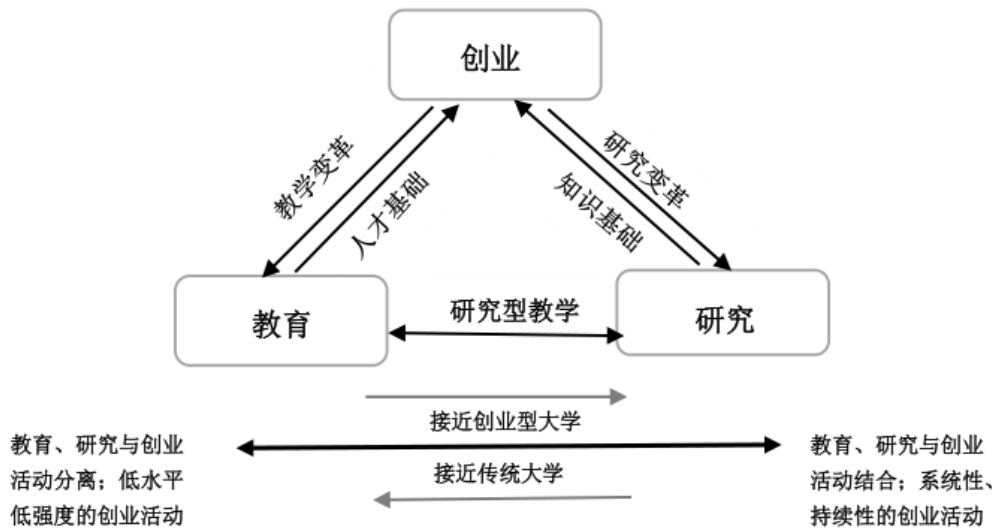 创业
教学变革
人才基础
研究变革
知识基础
教育
研究型教学
研究
接近创业型大学
教育、研究与创业
活动分离；低水平
低强度的创业活动
接近传统大学
教育、研究与创业
活动结合；系统性、
持续性的创业活动